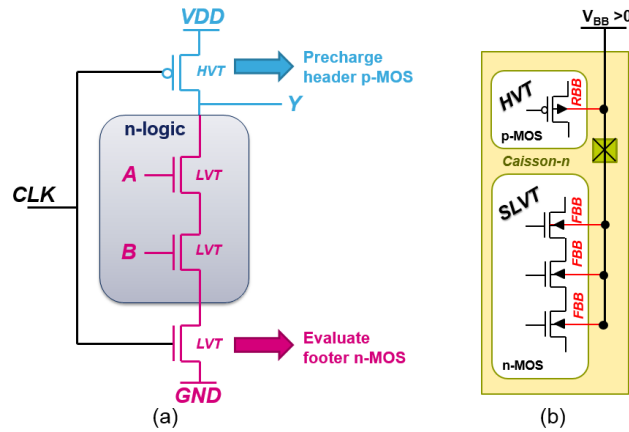 VDD
HVT
Precharge
header p-MOS
Y
n-logic
A
LVT
CLK
B
LVT
LVT
Evaluate
footer n-MOS
GND
(a)
VBB >0
HVT
RBB
p-MOS
Caisson-n
SLVT
FBB
FBB
FBB
n-MOS
(b)